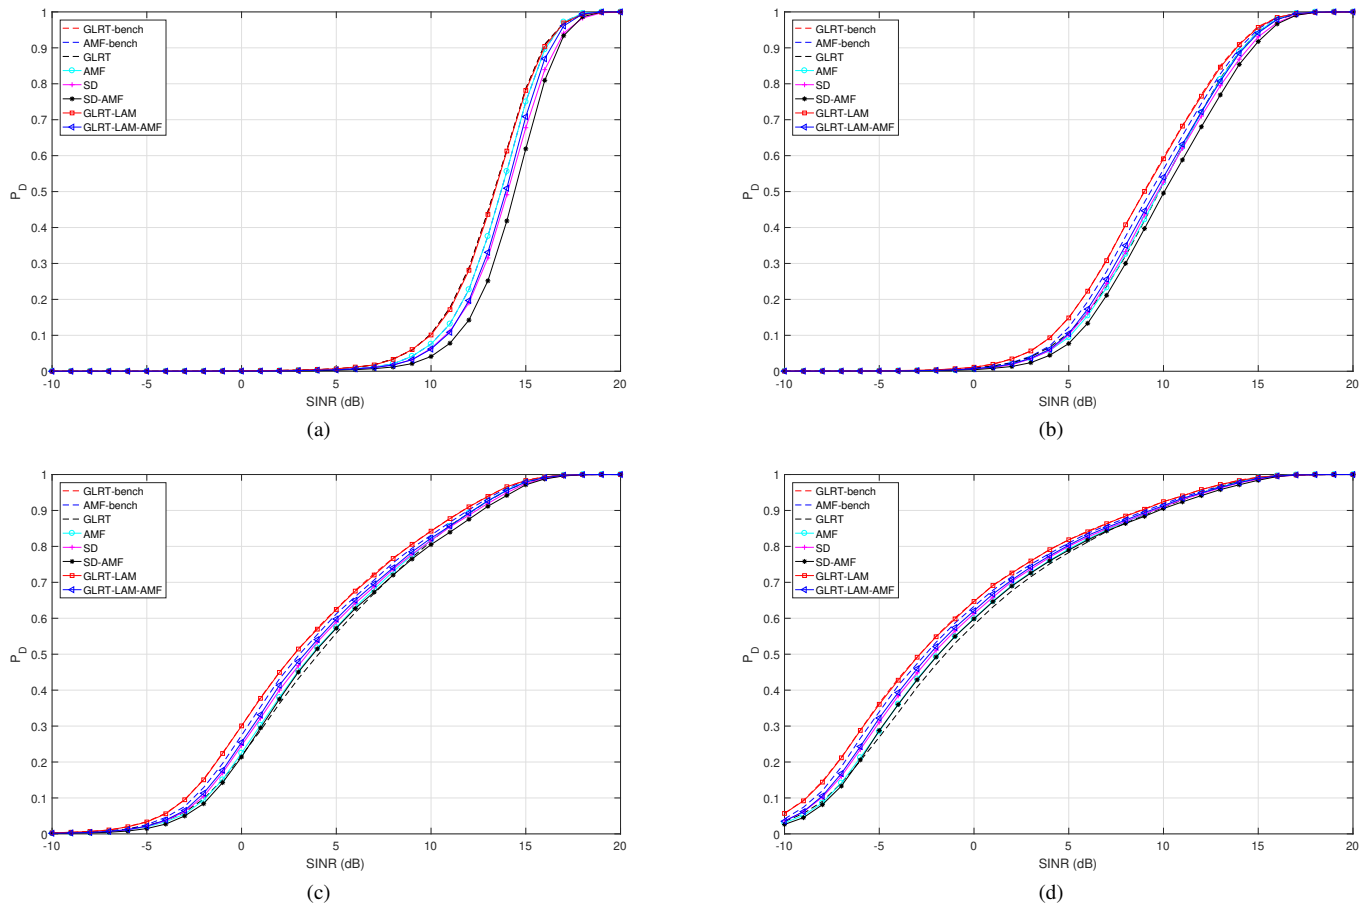 1
0.9
0.8
0.7
0.6
0.5
0.4
0.3
0.2
0.1
0
P_D
GLRT-bench
AMF-bench
GLRT
AMF
SD
SD-AMF
GLRT-LAM
GLRT-LAM-AMF
-10 -5 0 5 10 15 20
SINR (dB)
(a)
1
0.9
0.8
0.7
0.6
0.5
0.4
0.3
0.2
0.1
0
P_D
GLRT-bench
AMF-bench
GLRT
AMF
SD
SD-AMF
GLRT-LAM
GLRT-LAM-AMF
-10 -5 0 5 10 15 20
SINR (dB)
(b)
1
0.9
0.8
0.7
0.6
0.5
0.4
0.3
0.2
0.1
0
P_D
GLRT-bench
AMF-bench
GLRT
AMF
SD
SD-AMF
GLRT-LAM
GLRT-LAM-AMF
-10 -5 0 5 10 15 20
SINR (dB)
(c)
1
0.9
0.8
0.7
0.6
0.5
0.4
0.3
0.2
0.1
0
P_D
GLRT-bench
AMF-bench
GLRT
AMF
SD
SD-AMF
GLRT-LAM
GLRT-LAM-AMF
-10 -5 0 5 10 15 20
SINR (dB)
(d)